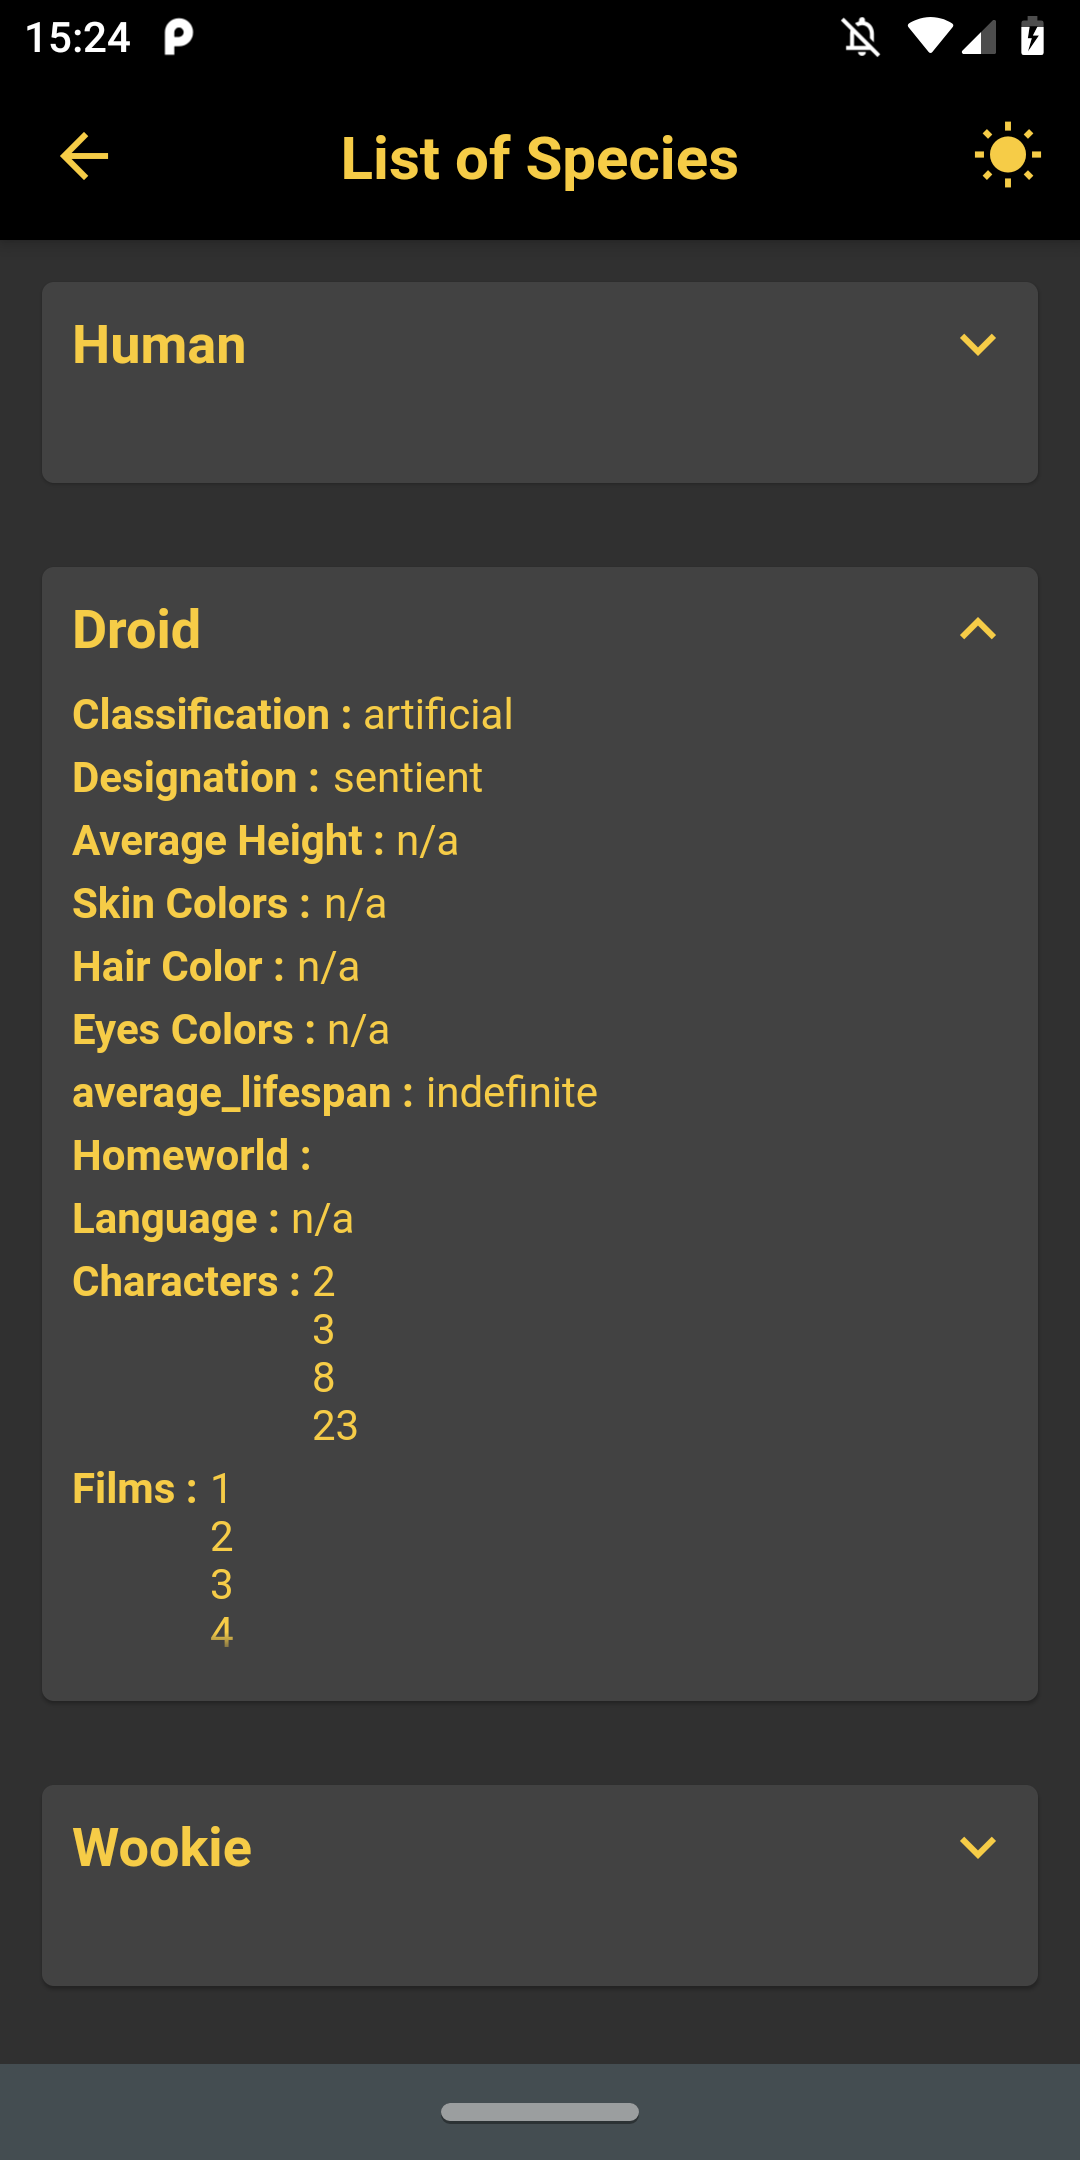 15:24
List of Species
Human
Droid
Classification : artificial
Designation : sentient
Average Height : n/a
Skin Colors : n/a
Hair Color : n/a
Eyes Colors : n/a
average_lifespan : indefinite
Homeworld :
Language : n/a
Characters : 2
3
8
23
Films : 1
2
3
4
Wookie